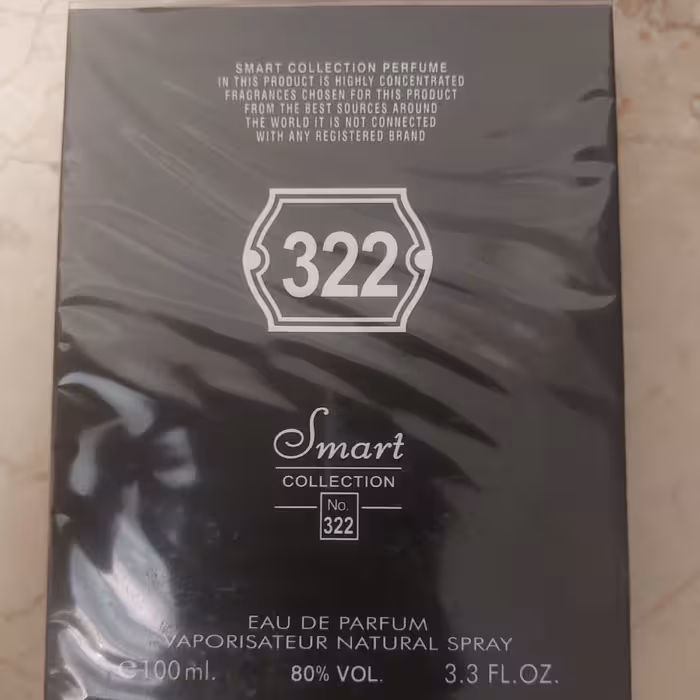 SMART COLLECTION PERFUME
IN THIS PRODUCT IS HIGHLY CONCENTRATED
FRAGRANCES CHOSEN FOR THIS PRODUCT
FROM THE BEST SOURCES AROUND
THE WORLD IT IS NOT CONNECTED
WITH ANY REGISTERED BRAND
322
Smart
COLLECTION
No.
322
EAU DE PARFUM
VAPORISATEUR NATURAL SPRAY
℮100ml. 80% VOL. 3.3 FL.OZ.